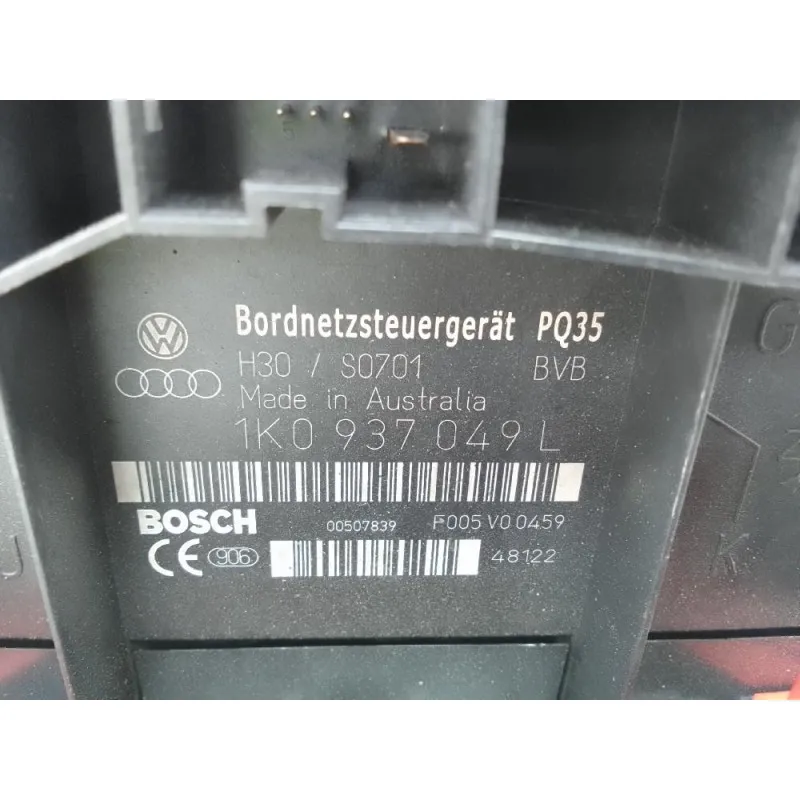 5
Bordnetzsteuergerät PQ35
H30 / S0701 BVB
Made in Australia
1K0 937 049 L
BOSCH 00507839 F005 V0 0459
CE 906 48122
G
J
K